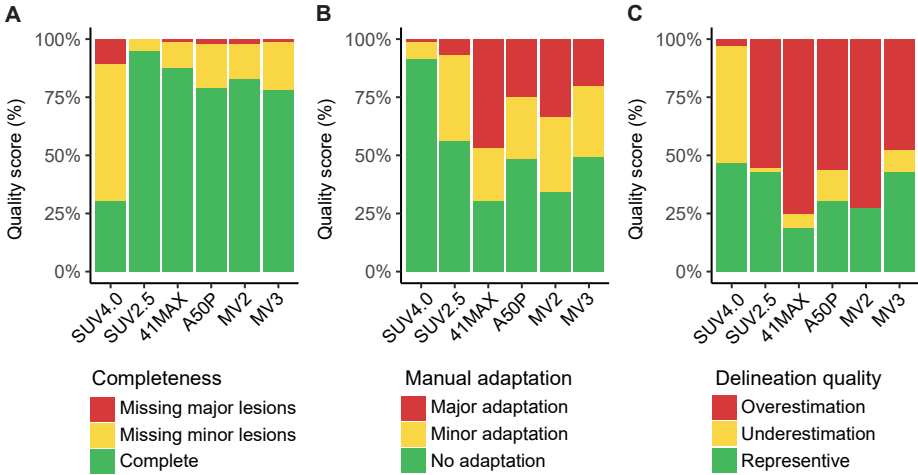 A
B
C
Quality score (%)
100%
75%
50%
25%
0%
SUV4.0
SUV2.5
41MAX
A50P
MV2
MV3
Quality score (%)
100%
75%
50%
25%
0%
SUV4.0
SUV2.5
41MAX
A50P
MV2
MV3
Quality score (%)
100%
75%
50%
25%
0%
SUV4.0
SUV2.5
41MAX
A50P
MV2
MV3
Completeness
Missing major lesions
Missing minor lesions
Complete
Manual adaptation
Major adaptation
Minor adaptation
No adaptation
Delineation quality
Overestimation
Underestimation
Representive